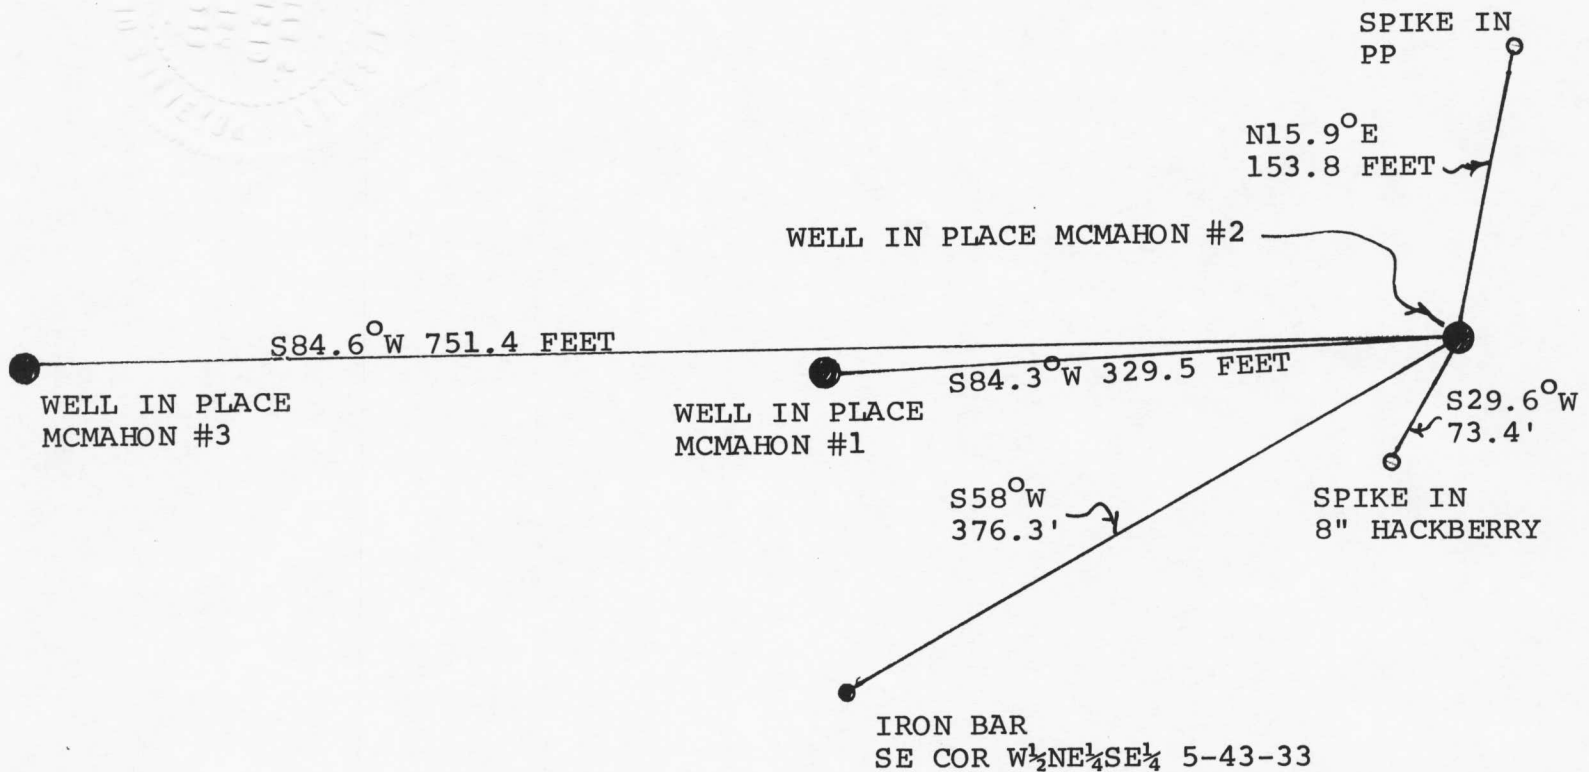 SPIKE IN
PP
N15.9°E
153.8 FEET
WELL IN PLACE MCMAHON #2
S84.6°W 751.4 FEET
S84.3°W 329.5 FEET
WELL IN PLACE
MCMAHON #3
WELL IN PLACE
MCMAHON #1
S29.6°W
73.4'
S58°W
376.3'
SPIKE IN
8" HACKBERRY
IRON BAR
SE COR W½NE¼SE¼ 5-43-33